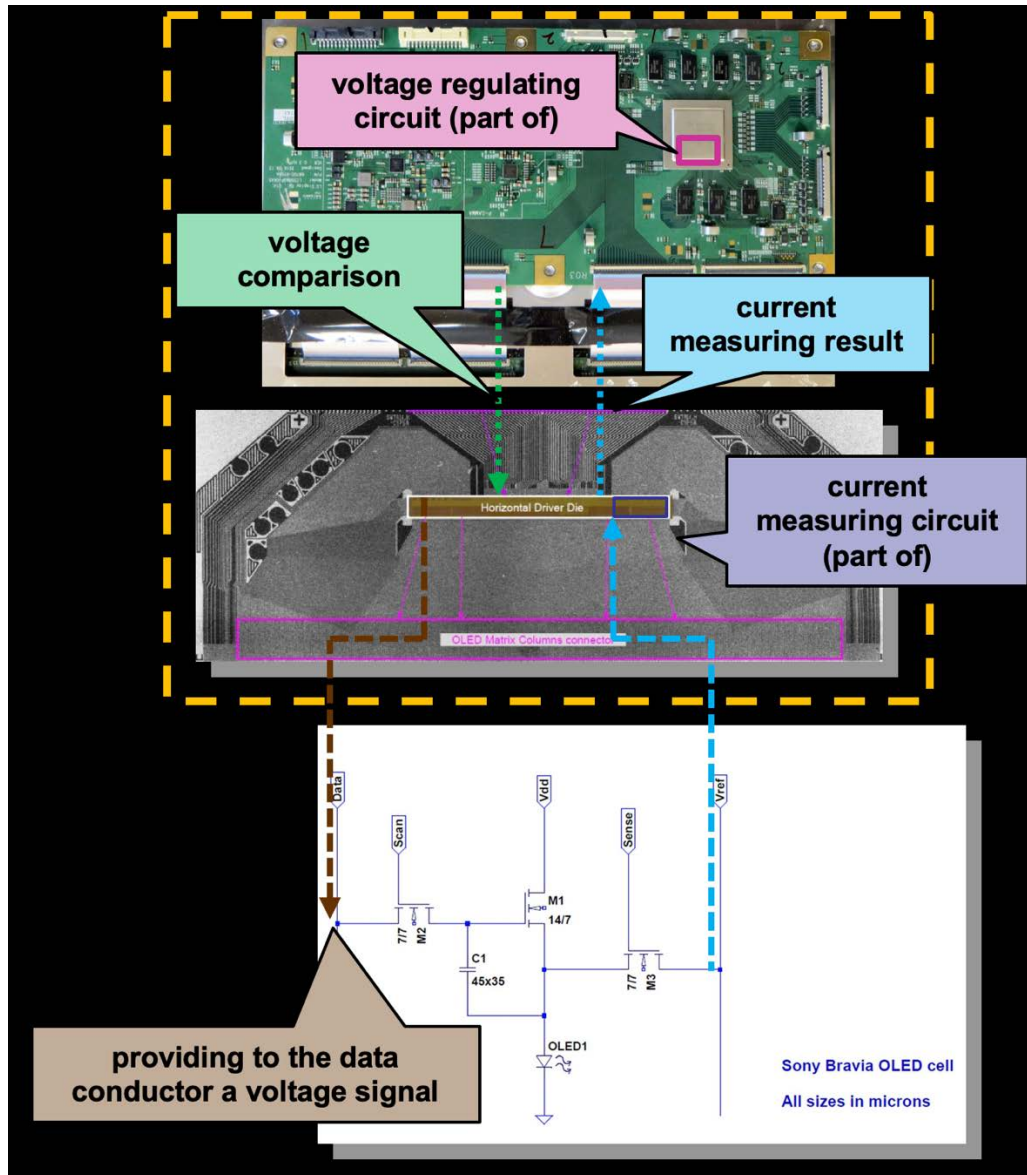 voltage regulating
circuit (part of)
voltage
comparison
R03
current
measuring result
current
measuring circuit
(part of)
Horizontal Driver Die
OLED Matrix Columns connector
Data
Scan
Vdd
Sense
Vref
M1
14/7
7/7
M2
C1
45x35
7/7
M3
OLED1
providing to the data
conductor a voltage signal
Sony Bravia OLED cell
All sizes in microns